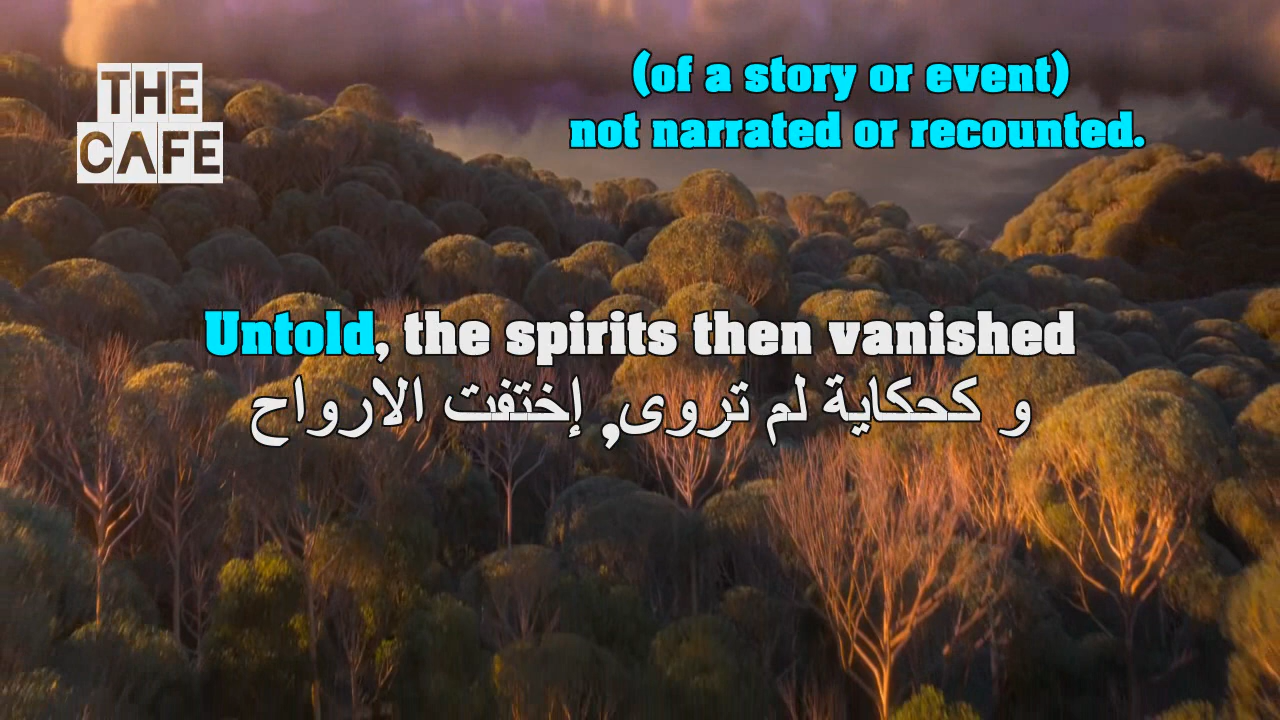 THE
CAFE
(of a story or event)
not narrated or recounted.
Untold, the spirits then vanished
و كحكاية لم تروى, إختفت الارواح